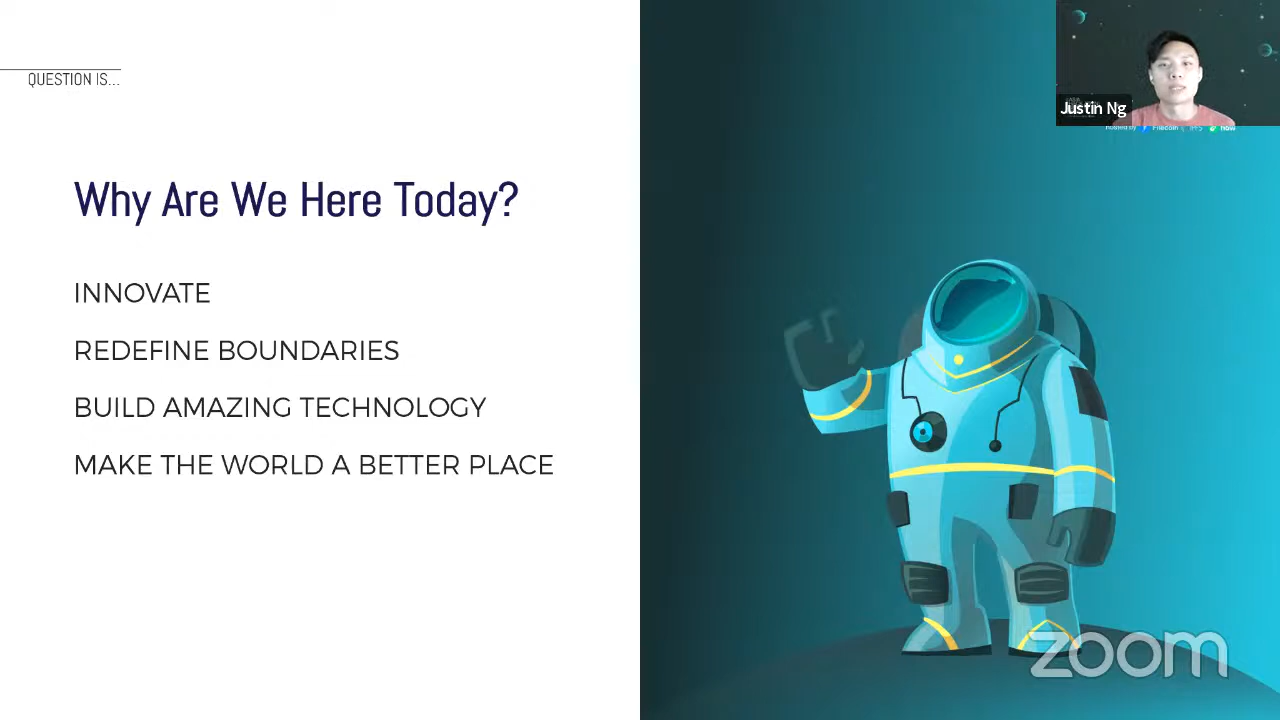 QUESTION IS...
Why Are We Here Today?
INNOVATE
REDEFINE BOUNDARIES
BUILD AMAZING TECHNOLOGY
MAKE THE WORLD A BETTER PLACE
Justin Ng
zoom